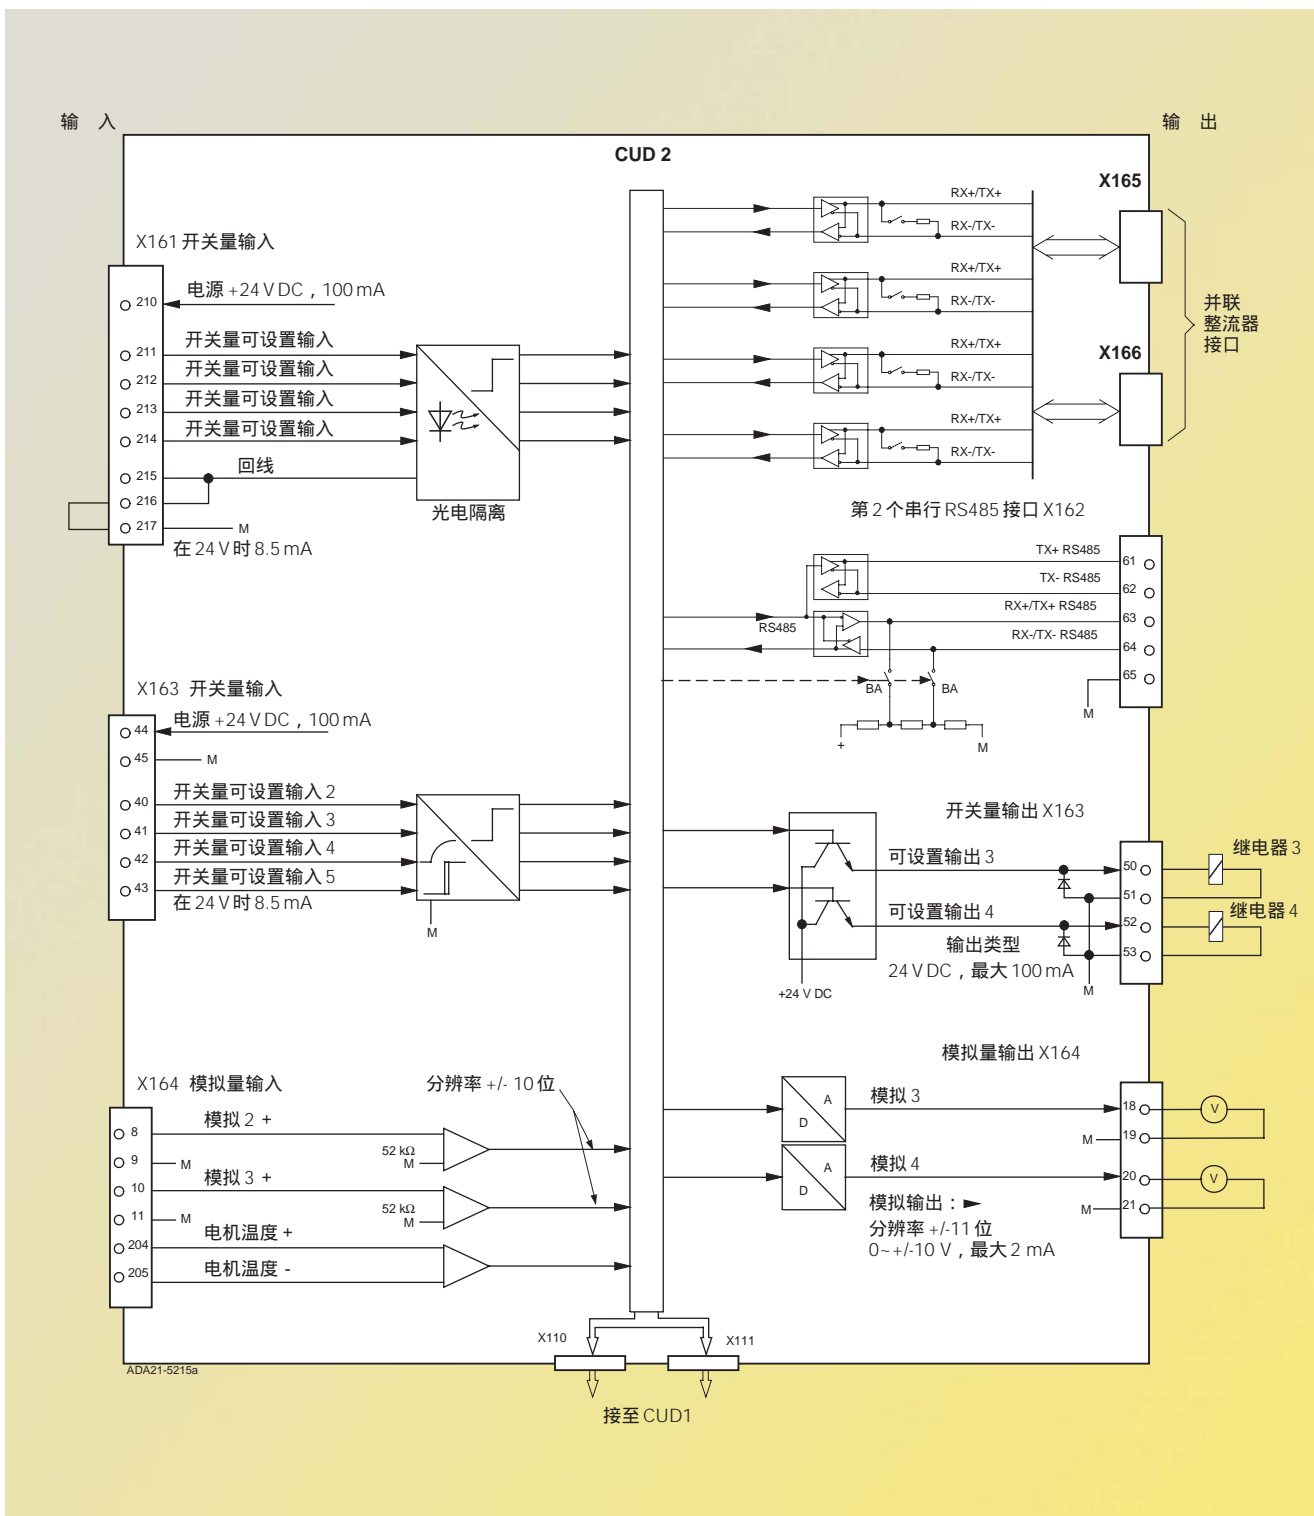 输 入
输 出
CUD 2
X165
RX+/TX+
RX-/TX-
RX+/TX+
RX-/TX-
X166
RX+/TX+
RX-/TX-
RX+/TX+
RX-/TX-
并联
整流器
接口
X161 开关量输入
210
电源 +24 V DC，100 mA
211
开关量可设置输入
212
开关量可设置输入
213
开关量可设置输入
214
开关量可设置输入
215
回线
216
217
M
在 24 V 时 8.5 mA
光电隔离
第 2 个串行 RS485 接口 X162
TX+ RS485
61
TX- RS485
62
RX+/TX+ RS485
63
RX-/TX- RS485
64
65
M
RS485
BA
BA
+
M
X163 开关量输入
44
电源 +24 V DC，100 mA
45
M
40
开关量可设置输入 2
41
开关量可设置输入 3
42
开关量可设置输入 4
43
开关量可设置输入 5
在 24 V 时 8.5 mA
M
开关量输出 X163
可设置输出 3
50
继电器 3
51
可设置输出 4
52
继电器 4
53
输出类型
24 V DC，最大 100 mA
M
+24 V DC
X164 模拟量输入
分辨率 +/- 10 位
8
模拟 2 +
52 kΩ
M
9
M
10
模拟 3 +
52 kΩ
M
11
M
204
电机温度 +
205
电机温度 -
模拟量输出 X164
A
D
模拟 3
18
V
M
19
A
D
模拟 4
20
V
M
21
模拟输出：
分辨率 +/-11 位
0~+/-10 V，最大 2 mA
X110
X111
ADA21-5215a
接至 CUD1